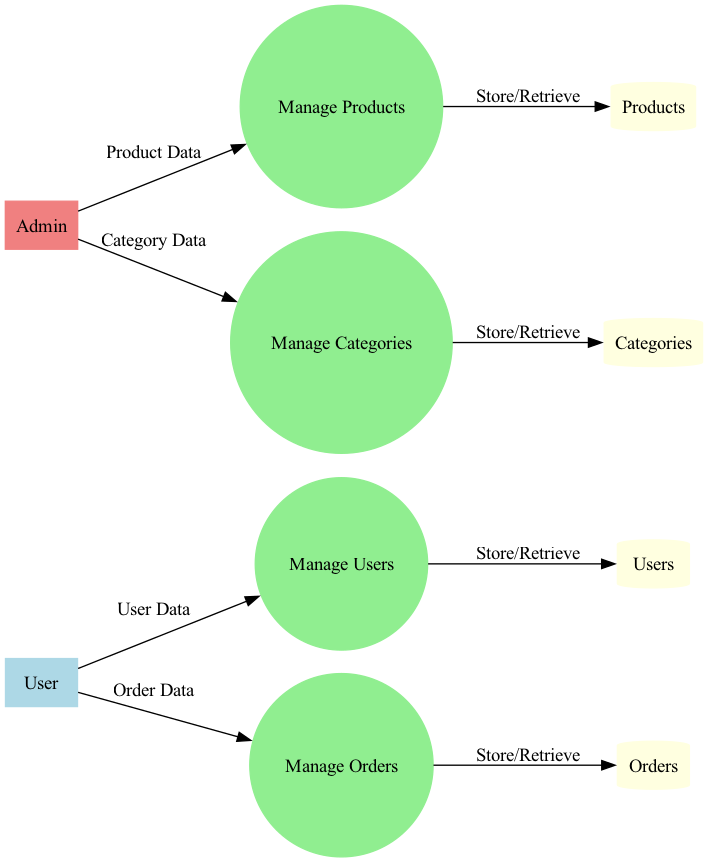 Manage Products
Store/Retrieve
Products
Product Data
Admin
Category Data
Manage Categories
Store/Retrieve
Categories
Manage Users
Store/Retrieve
Users
User Data
User
Order Data
Manage Orders
Store/Retrieve
Orders